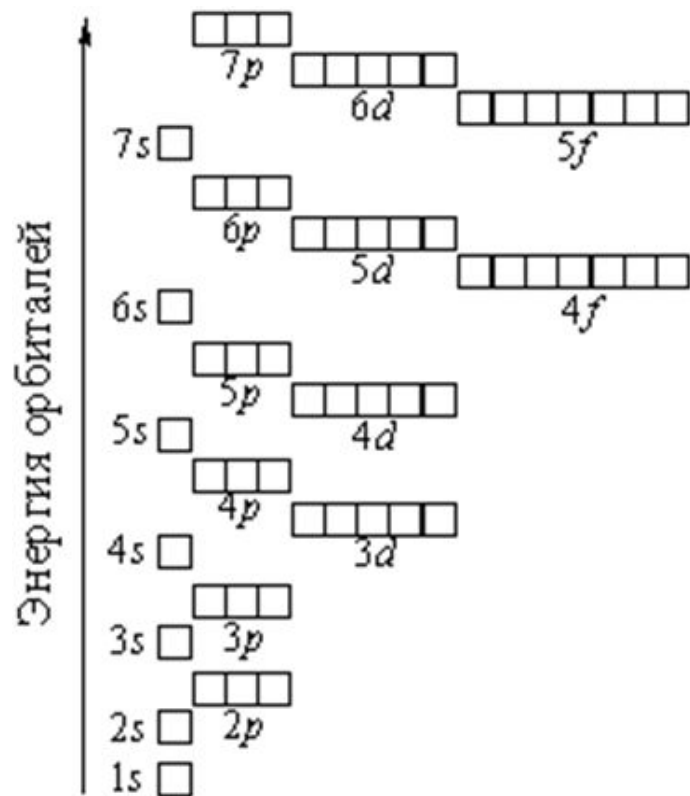 7p
6d
5f
7s
6p
5d
4f
6s
5p
4d
5s
4p
3d
4s
3p
3s
2p
2s
1s
Энергия орбиталей